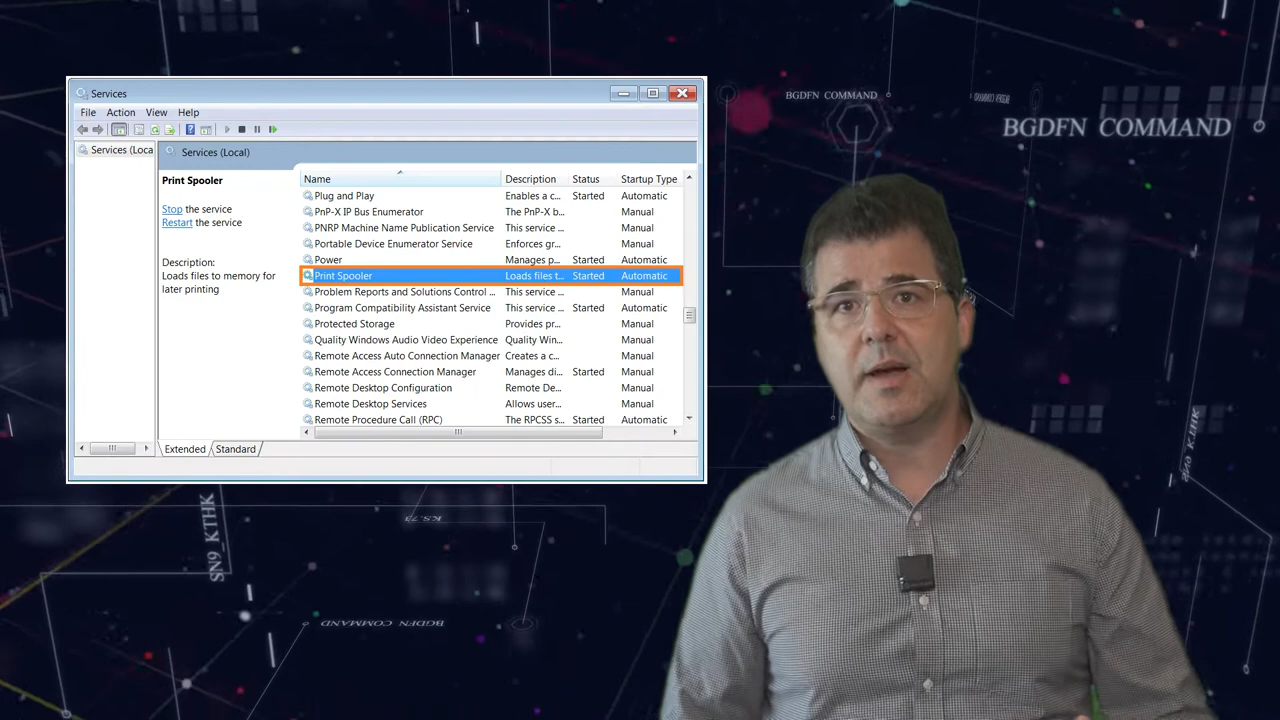 Services
File Action View Help
Services (Loca
Services (Local)
Print Spooler
Stop the service
Restart the service
Description:
Loads files to memory for
later printing
Name Description Status Startup Type
Plug and Play Enables a c... Started Automatic
PnP-X IP Bus Enumerator The PnP-X b... Manual
PNRP Machine Name Publication Service This service ... Manual
Portable Device Enumerator Service Enforces gr... Manual
Power Manages p... Started Automatic
Print Spooler Loads files t... Started Automatic
Problem Reports and Solutions Control ... This service ... Manual
Program Compatibility Assistant Service This service ... Started Automatic
Protected Storage Provides pr... Manual
Quality Windows Audio Video Experience Quality Win... Manual
Remote Access Auto Connection Manager Creates a c... Manual
Remote Access Connection Manager Manages di... Started Manual
Remote Desktop Configuration Remote De... Manual
Remote Desktop Services Allows user... Manual
Remote Procedure Call (RPC) The RPCSS ... Started Automatic
Extended Standard
BGDFN COMMAND
BGDFN COMMAND
SN9_KTHK
KS.73
BGDFN COMMAND